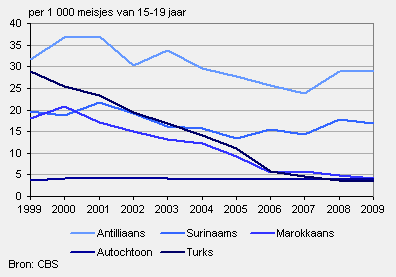 per 1 000 meisjes van 15-19 jaar
40
35
30
25
20
15
10
5
0
1999 2000 2001 2002 2003 2004 2005 2006 2007 2008 2009
Antilliaans Surinaams Marokkaans
Autochtoon Turks
Bron: CBS